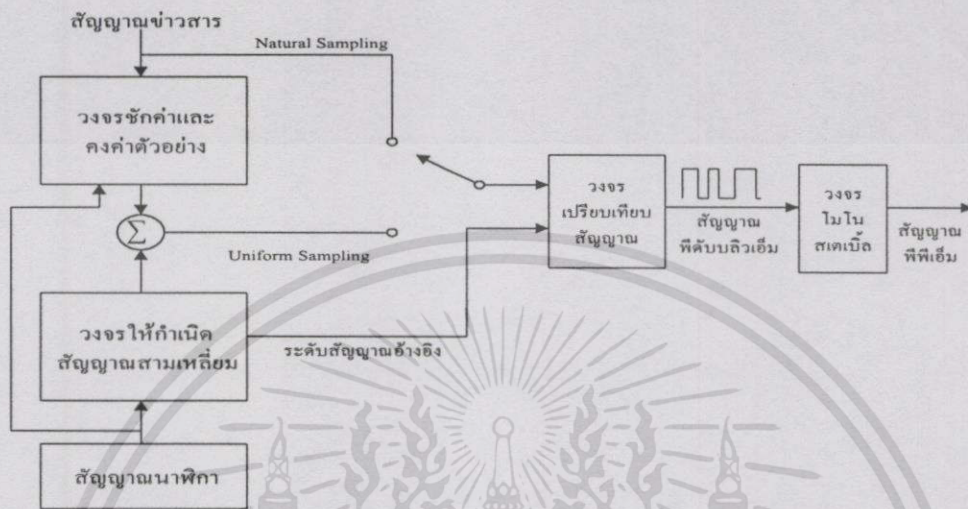 สัญญาณข่าวสาร
Natural Sampling
วงจรชักค่าและ
คงค่าตัวอย่าง
Σ
Uniform Sampling
วงจรให้กำเนิด
สัญญาณสามเหลี่ยม
ระดับสัญญาณอ้างอิง
สัญญาณนาฬิกา
วงจร
เปรียบเทียบ
สัญญาณ
สัญญาณ
พีดับบลิวเอ็ม
วงจร
โมโน
สเตเบิ้ล
สัญญาณ
พีพีเอ็ม